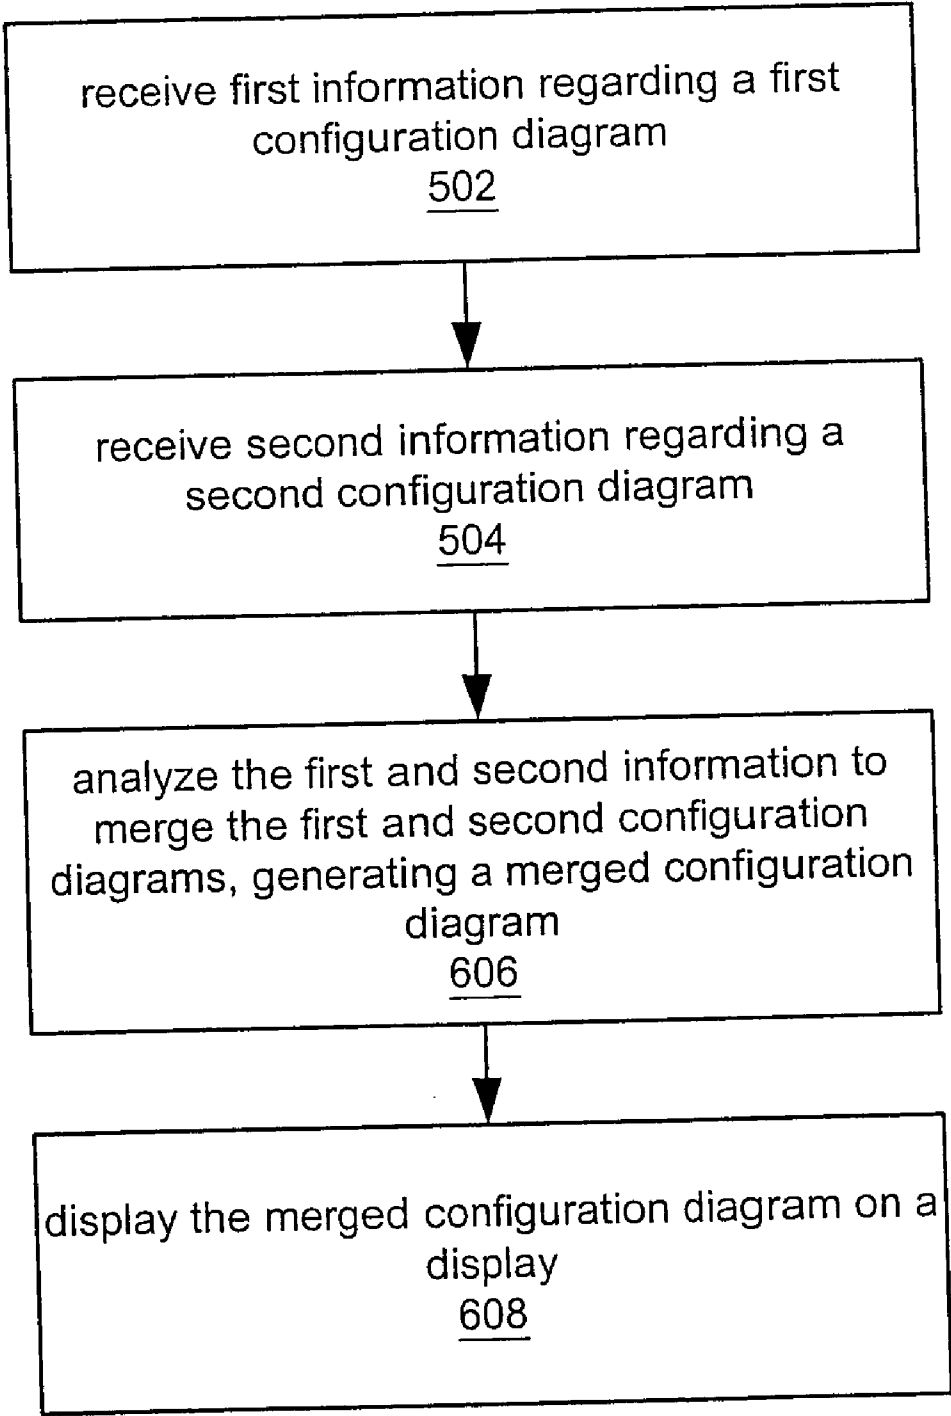 receive first information regarding a first
configuration diagram
502
receive second information regarding a
second configuration diagram
504
analyze the first and second information to
merge the first and second configuration
diagrams, generating a merged configuration
diagram
606
display the merged configuration diagram on a
display
608